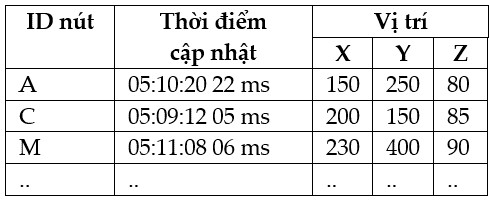 ID nút Thời điểm cập nhật Vị trí
X Y Z
A 05:10:20 22 ms 150 250 80
C 05:09:12 05 ms 200 150 85
M 05:11:08 06 ms 230 400 90
.. .. .. .. ..